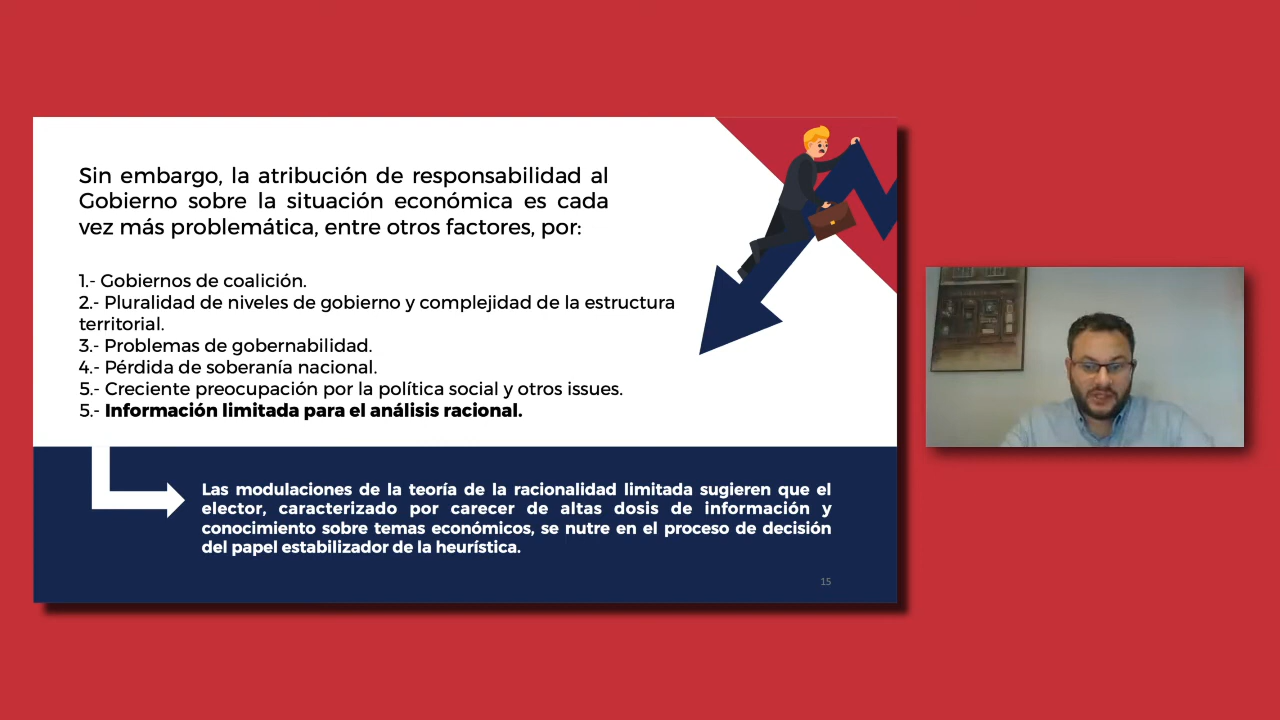 Sin embargo, la atribución de responsabilidad al
Gobierno sobre la situación económica es cada
vez más problemática, entre otros factores, por:
1.- Gobiernos de coalición.
2.- Pluralidad de niveles de gobierno y complejidad de la estructura
territorial.
3.- Problemas de gobernabilidad.
4.- Pérdida de soberanía nacional.
5.- Creciente preocupación por la política social y otros issues.
5.- Información limitada para el análisis racional.
Las modulaciones de la teoría de la racionalidad limitada sugieren que el
elector, caracterizado por carecer de altas dosis de información y
conocimiento sobre temas económicos, se nutre en el proceso de decisión
del papel estabilizador de la heurística.
15